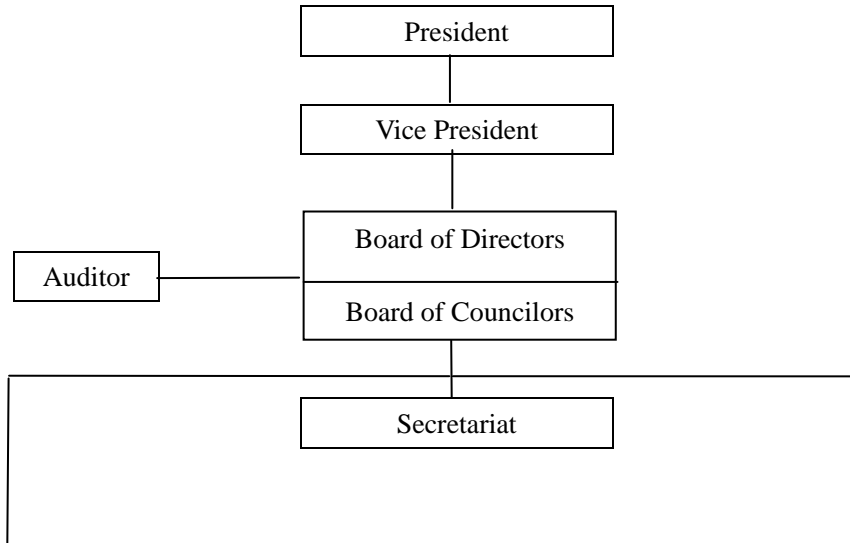 President
Vice President
Board of Directors
Auditor
Board of Councilors
Secretariat